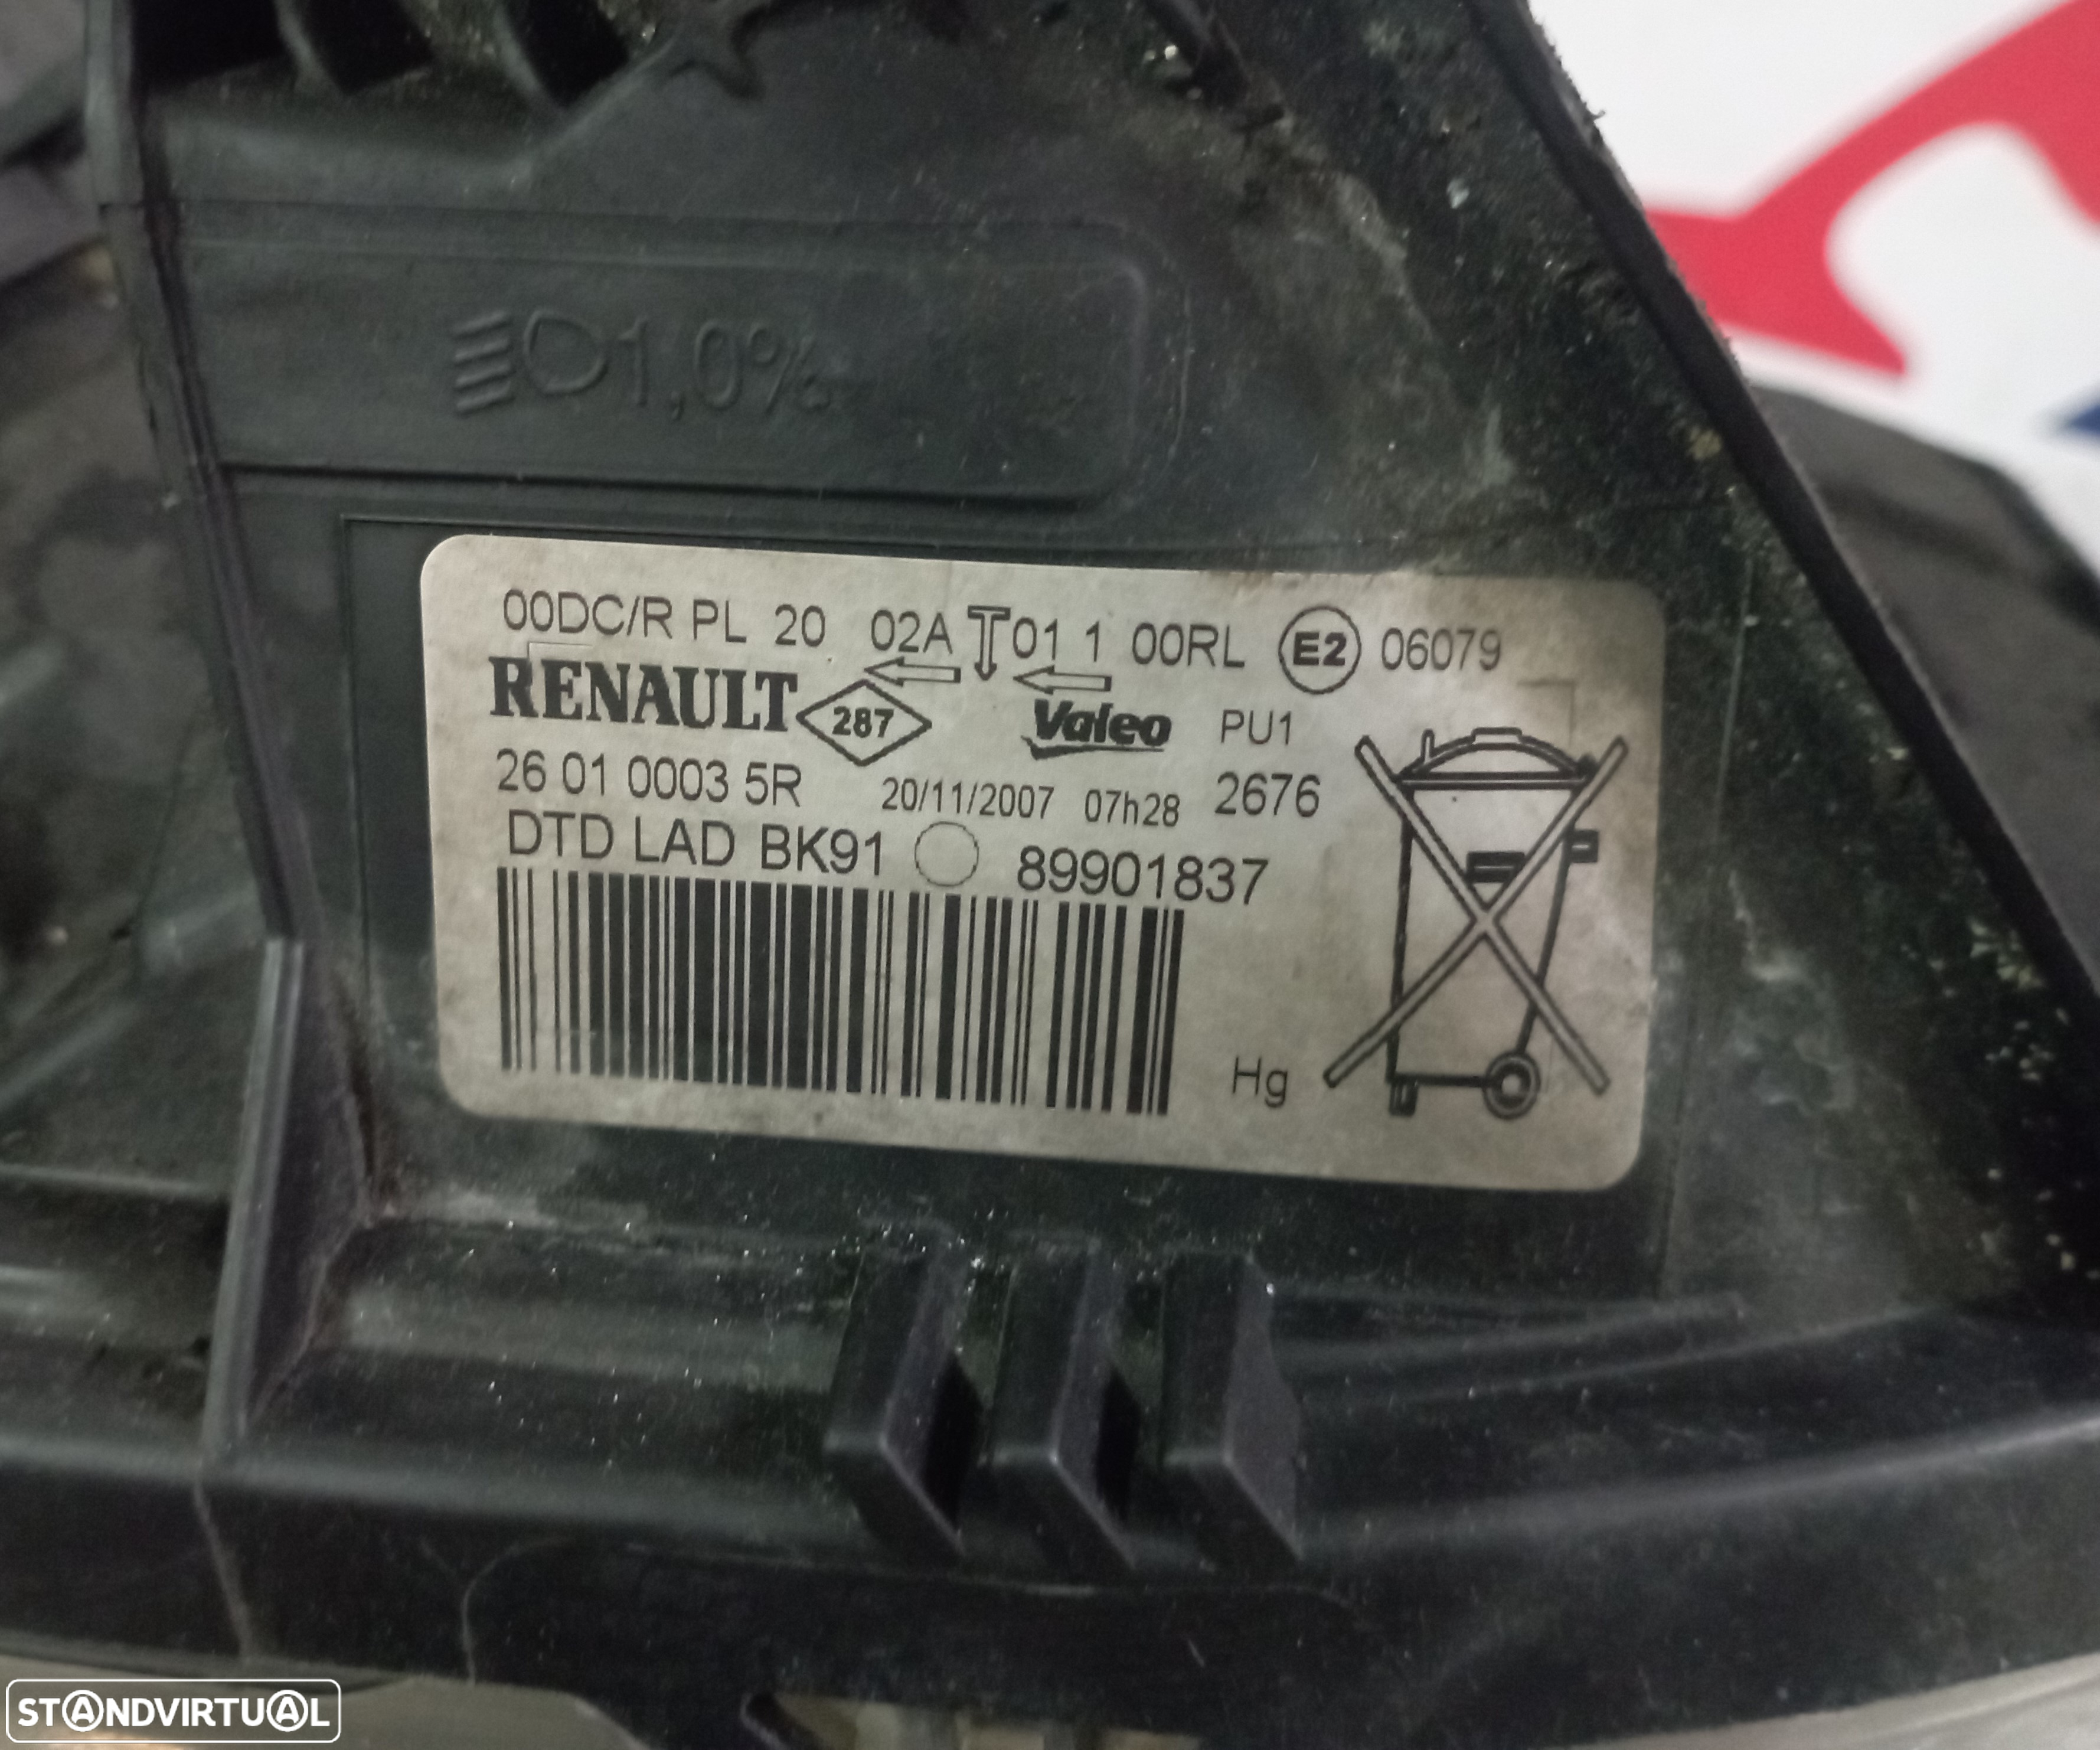 1,0%
00DC/R PL 20 02A 01 1 00RL E2 06079
RENAULT 287 Valeo PU1
26 01 0003 5R 20/11/2007 07h28 2676
DTD LAD BK91 89901837
Hg
STANDVIRTUAL